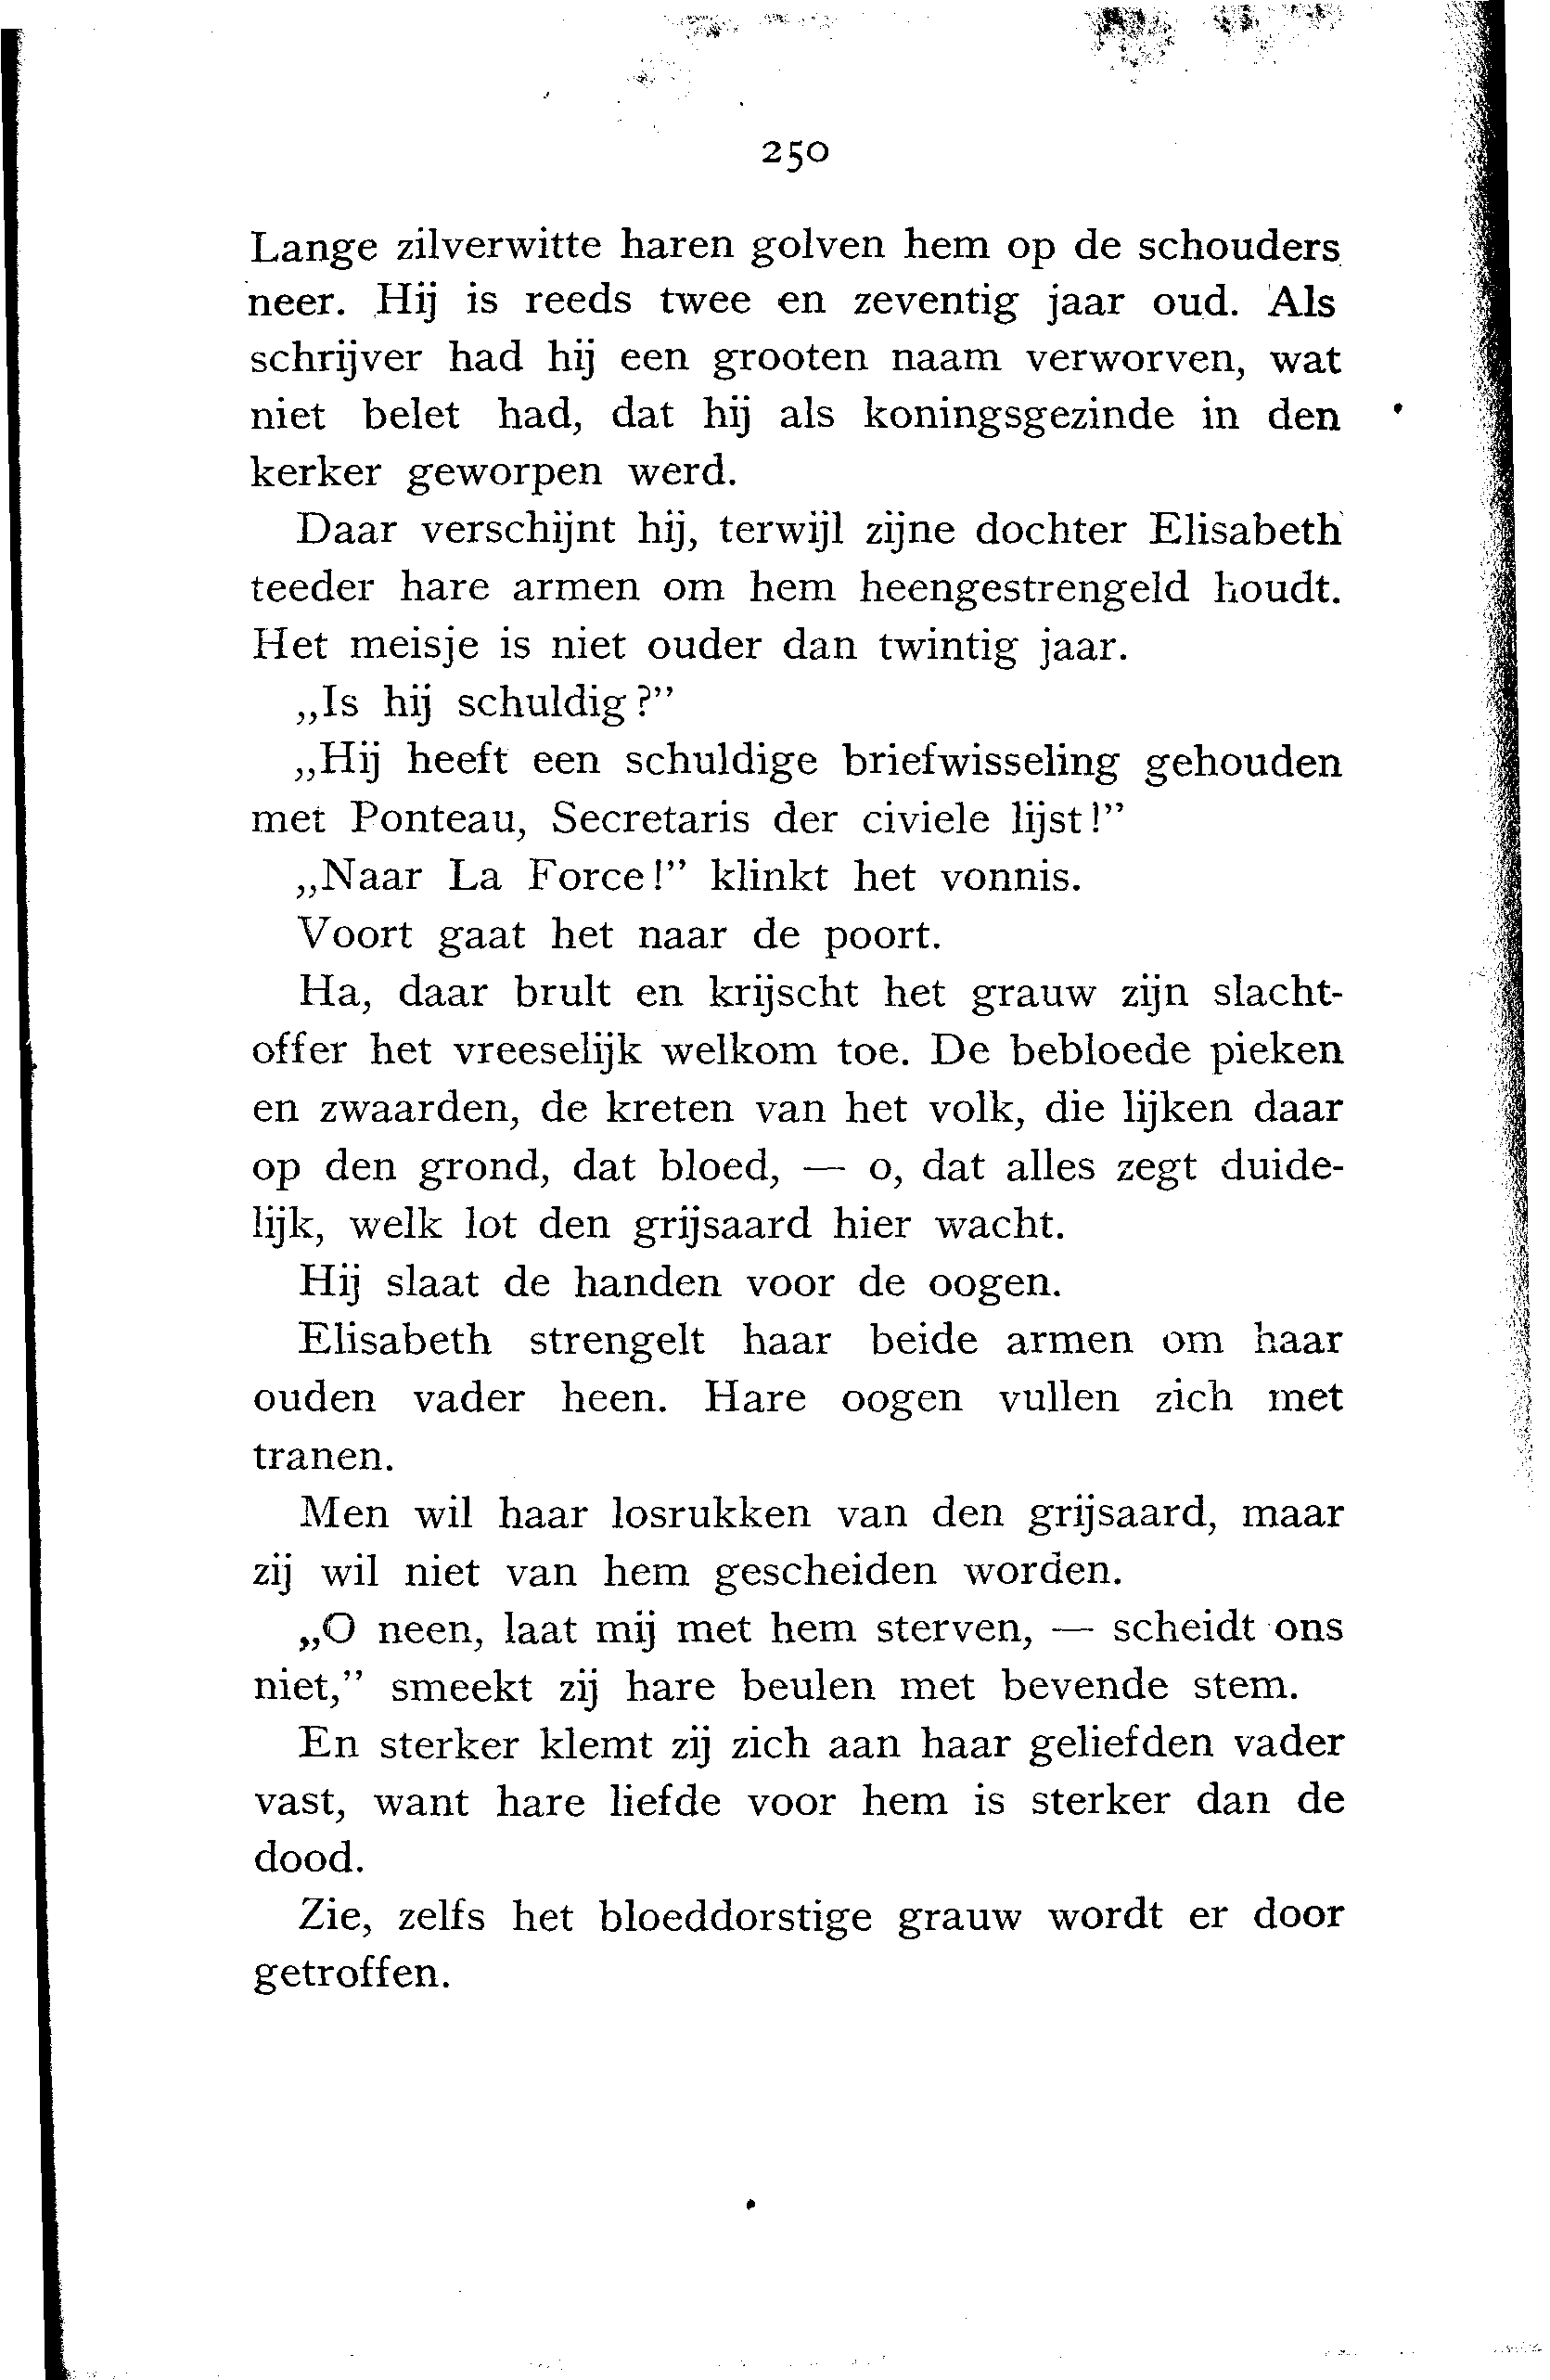 250
Lange zilverwitte haren golven hem op de schouders
neer. Hij is reeds twee en zeventig jaar oud. Als
schrijver had hij een grooten naam verworven, wat
niet belet had, dat hij als koningsgezinde in den
kerker geworpen werd.
Daar verschijnt hij, terwijl zijne dochter Elisabeth
teeder hare armen om hem heengestrengeld houdt.
Het meisje is niet ouder dan twintig jaar.
„Is hij schuldig?”
„Hij heeft een schuldige briefwisseling gehouden
met Ponteau, Secretaris der civiele lijst!”
„Naar La Force!” klinkt het vonnis.
Voort gaat het naar de poort.
Ha, daar brult en krijscht het grauw zijn slacht-
offer het vreeselijk welkom toe. De bebloede pieken
en zwaarden, de kreten van het volk, die lijken daar
op den grond, dat bloed, — o, dat alles zegt duide-
lijk, welk lot den grijsaard hier wacht.
Hij slaat de handen voor de oogen.
Elisabeth strengelt haar beide armen om haar
ouden vader heen. Hare oogen vullen zich met
tranen.
Men wil haar losrukken van den grijsaard, maar
zij wil niet van hem gescheiden worden.
„O neen, laat mij met hem sterven, — scheidt ons
niet,” smeekt zij hare beulen met bevende stem.
En sterker klemt zij zich aan haar geliefden vader
vast, want hare liefde voor hem is sterker dan de
dood.
Zie, zelfs het bloeddorstige grauw wordt er door
getroffen.